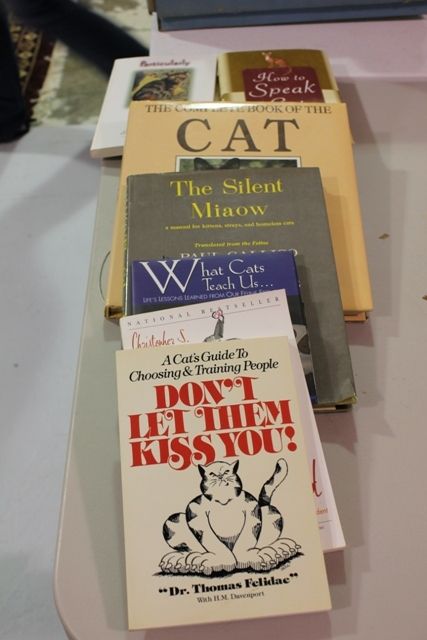 Particularly
How to
Speak
THE COMPLETE BOOK OF THE
CAT
The Silent
Miaow
a manual for kittens, strays, and homeless cats
Translated from the Feline
PAUL GALLICO
What Cats
Teach Us...
LIFE'S LESSONS LEARNED FROM OUR FELINE
NATIONAL BESTSELLER
Christopher S.
A Cat's Guide To
Choosing & Training People
DON'T
LET THEM
KISS YOU!
"Dr. Thomas Felidae"
With H.M. Davenport